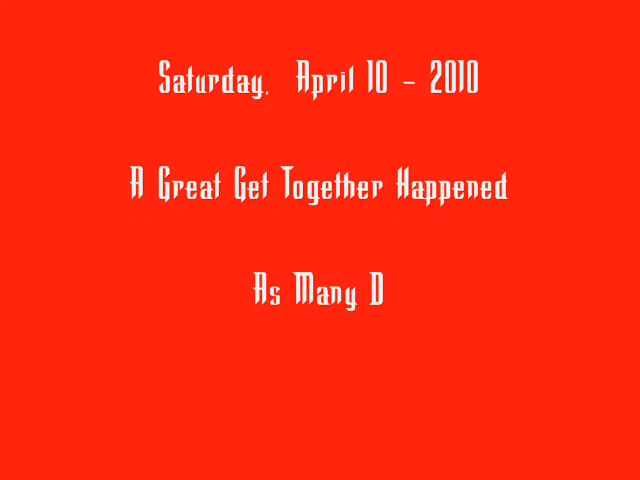 Saturday, April 10 - 2010
A Great Get Together Happened
As Many D